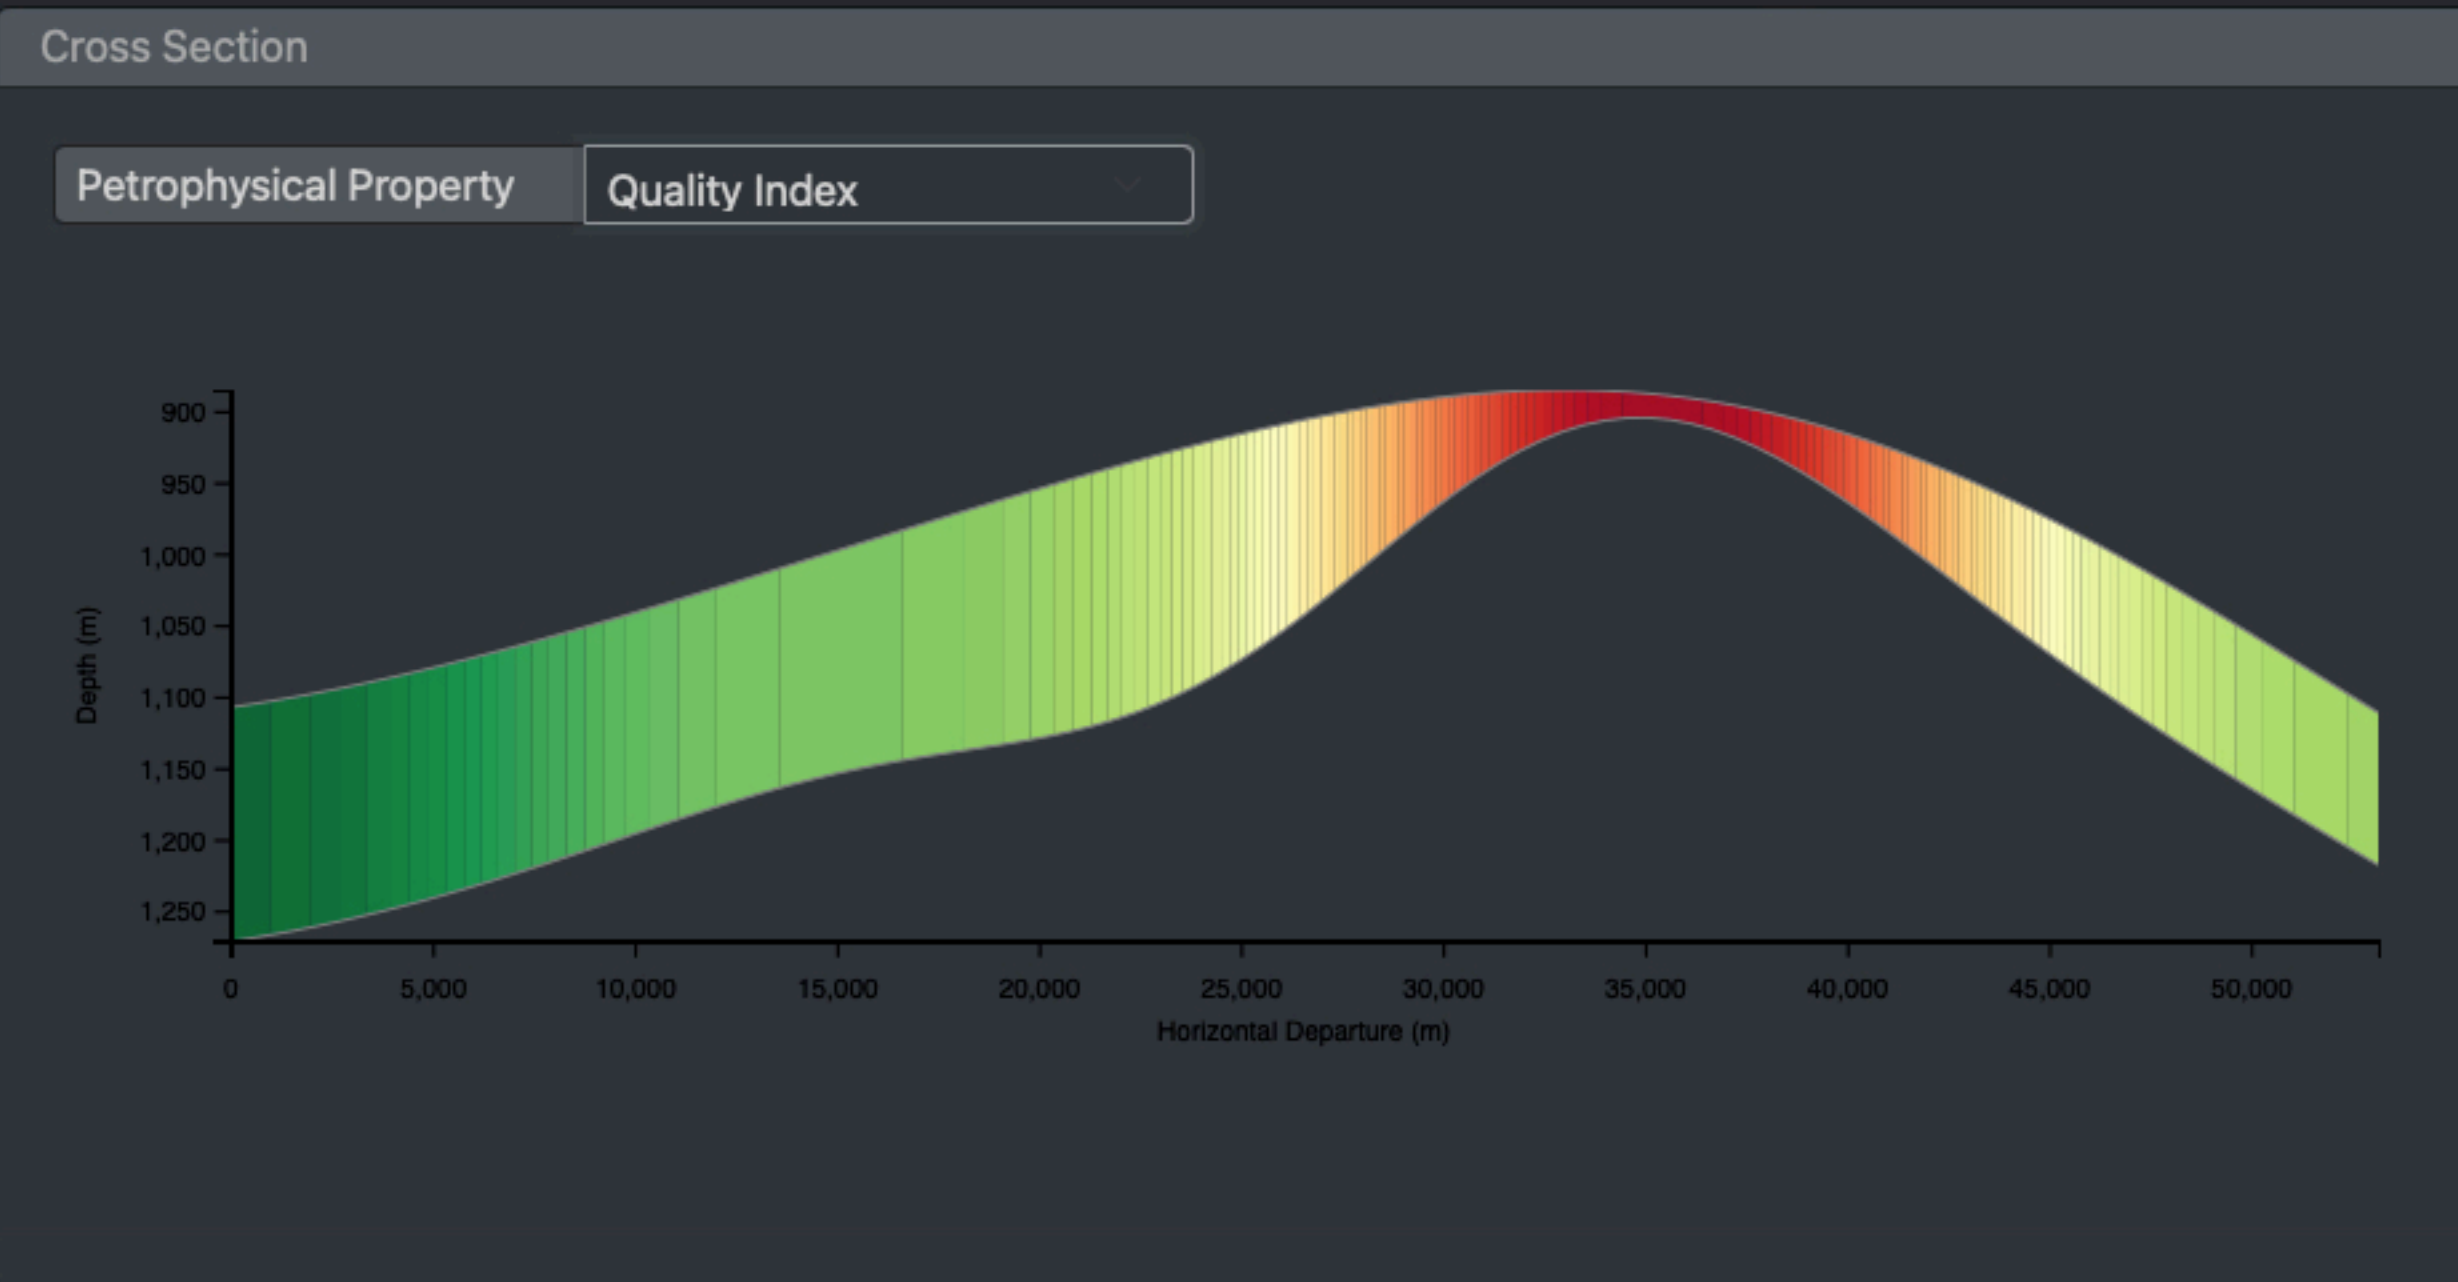 Cross Section
Petrophysical Property
Quality Index
900
950
1,000
1,050
1,100
1,150
1,200
1,250
Depth (m)
0 5,000 10,000 15,000 20,000 25,000 30,000 35,000 40,000 45,000 50,000
Horizontal Departure (m)